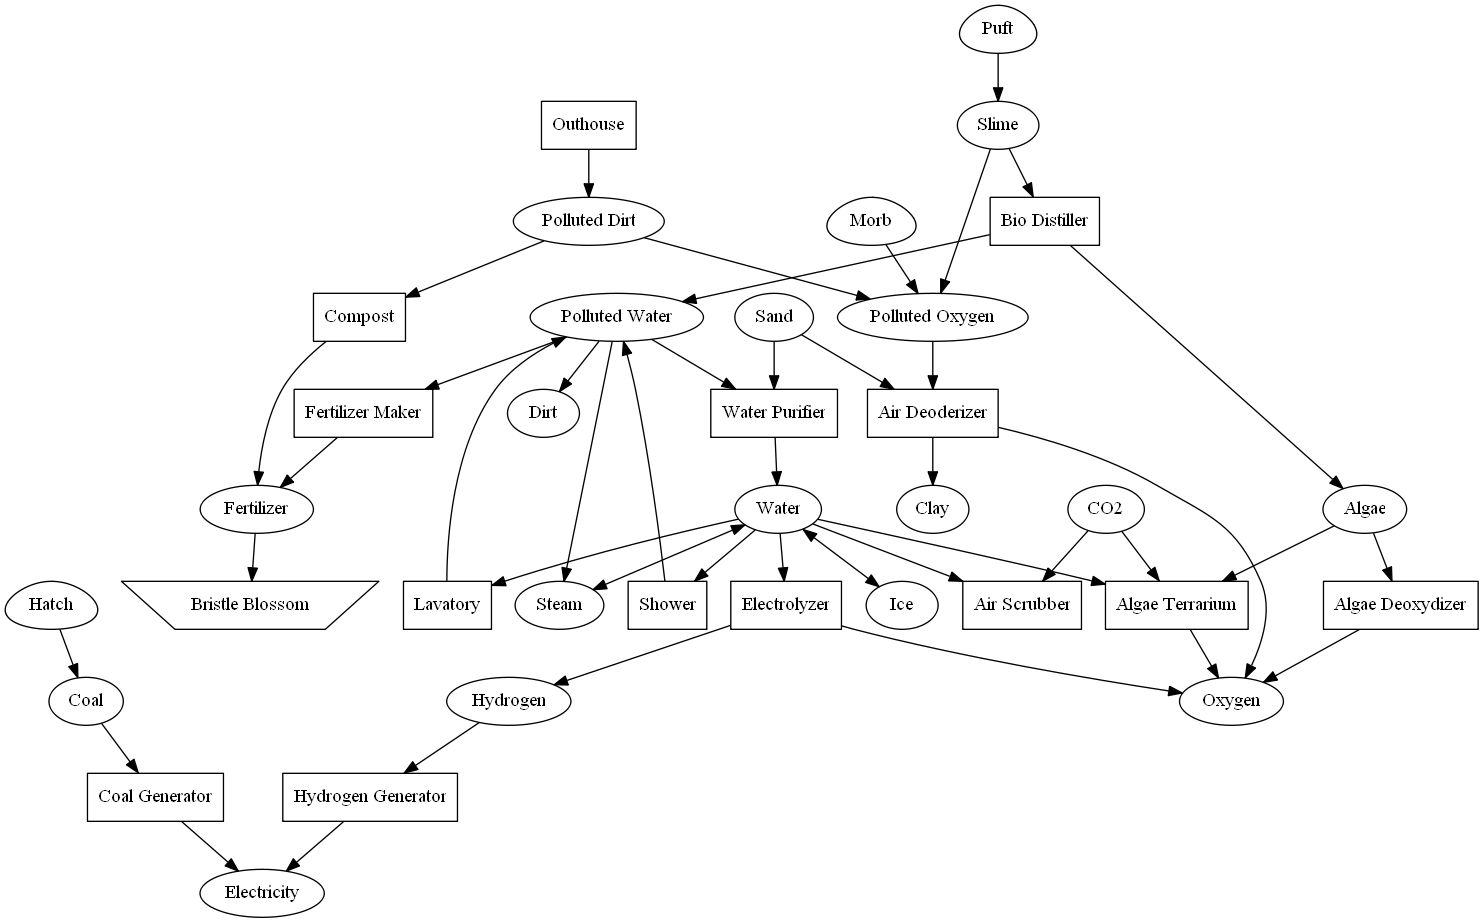 Puft
Outhouse
Slime
Polluted Dirt
Morb
Bio Distiller
Compost
Polluted Water
Sand
Polluted Oxygen
Fertilizer Maker
Dirt
Water Purifier
Air Deoderizer
Fertilizer
Water
Clay
CO2
Algae
Hatch
Bristle Blossom
Lavatory
Steam
Shower
Electrolyzer
Ice
Air Scrubber
Algae Terrarium
Algae Deoxydizer
Coal
Hydrogen
Oxygen
Coal Generator
Hydrogen Generator
Electricity